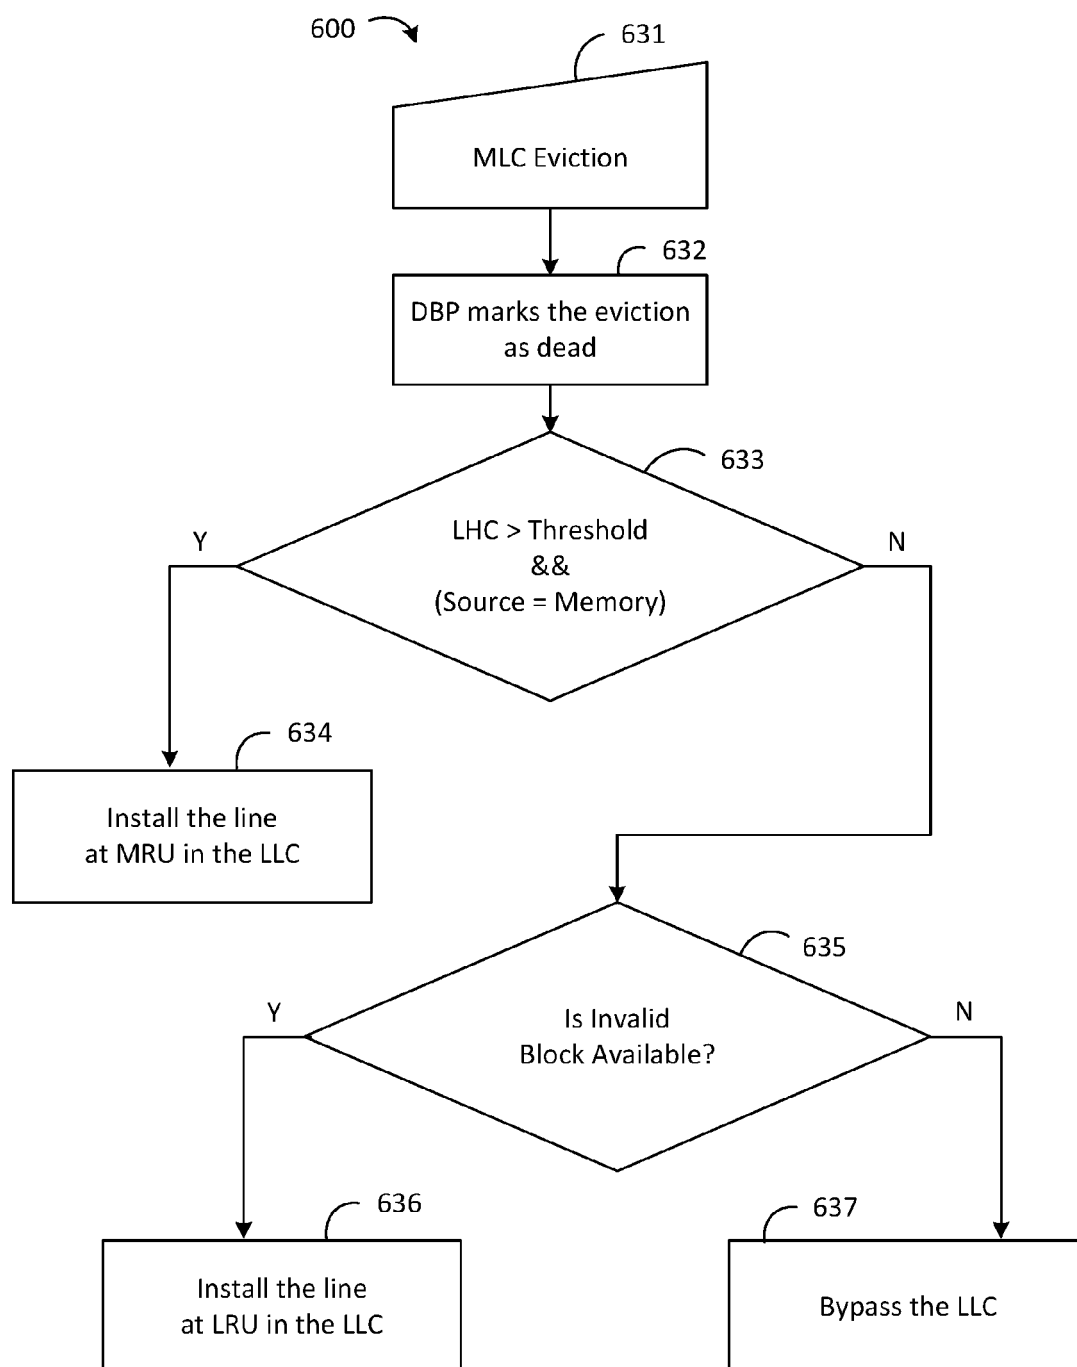 600
631
MLC Eviction
632
DBP marks the eviction
as dead
633
Y
N
LHC > Threshold
&&
(Source = Memory)
634
Install the line
at MRU in the LLC
635
Y
N
Is Invalid
Block Available?
636
637
Install the line
at LRU in the LLC
Bypass the LLC